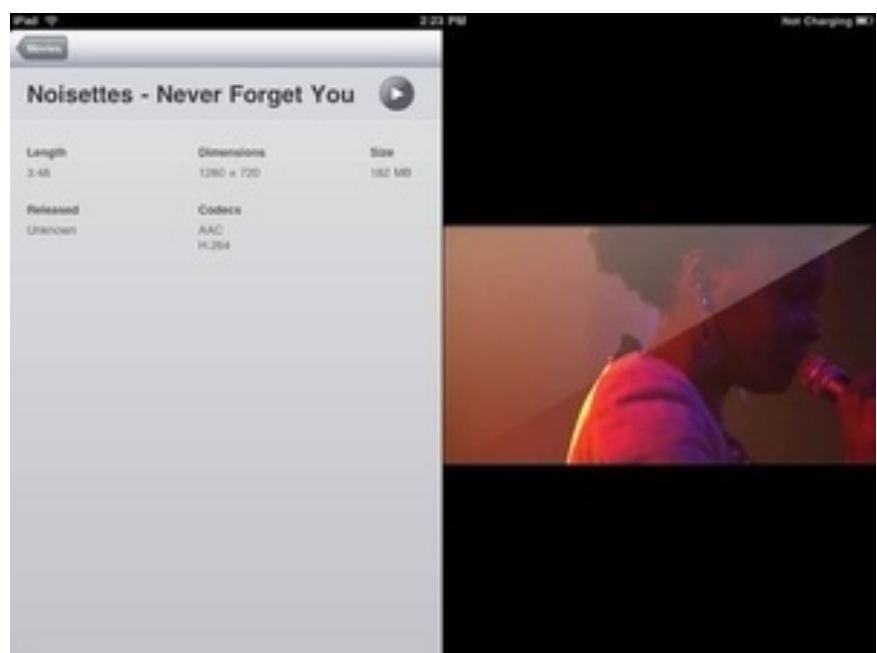 iPad
2:23 PM
Not Charging
Movies
Noisettes - Never Forget You
Length
Dimensions
Size
3:48
1280 × 720
182 MB
Released
Codecs
Unknown
AAC
H.264